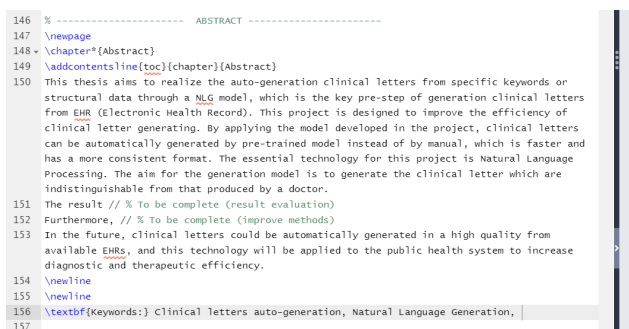 146 % ---------------------- ABSTRACT -----------------------
147 \newpage
148 \chapter*{Abstract}
149 \addcontentsline{toc}{chapter}{Abstract}
150 This thesis aims to realize the auto-generation clinical letters from specific keywords or
structural data through a NLG model, which is the key pre-step of generation clinical letters
from EHR (Electronic Health Record). This project is designed to improve the efficiency of
clinical letter generating. By applying the model developed in the project, clinical letters
can be automatically generated by pre-trained model instead of by manual, which is faster and
has a more consistent format. The essential technology for this project is Natural Language
Processing. The aim for the generation model is to generate the clinical letter which are
indistinguishable from that produced by a doctor.
151 The result // % To be complete (result evaluation)
152 Furthermore, // % To be complete (improve methods)
153 In the future, clinical letters could be automatically generated in a high quality from
available EHRs, and this technology will be applied to the public health system to increase
diagnostic and therapeutic efficiency.
154 \newline
155 \newline
156 \textbf{Keywords:} Clinical letters auto-generation, Natural Language Generation,
157